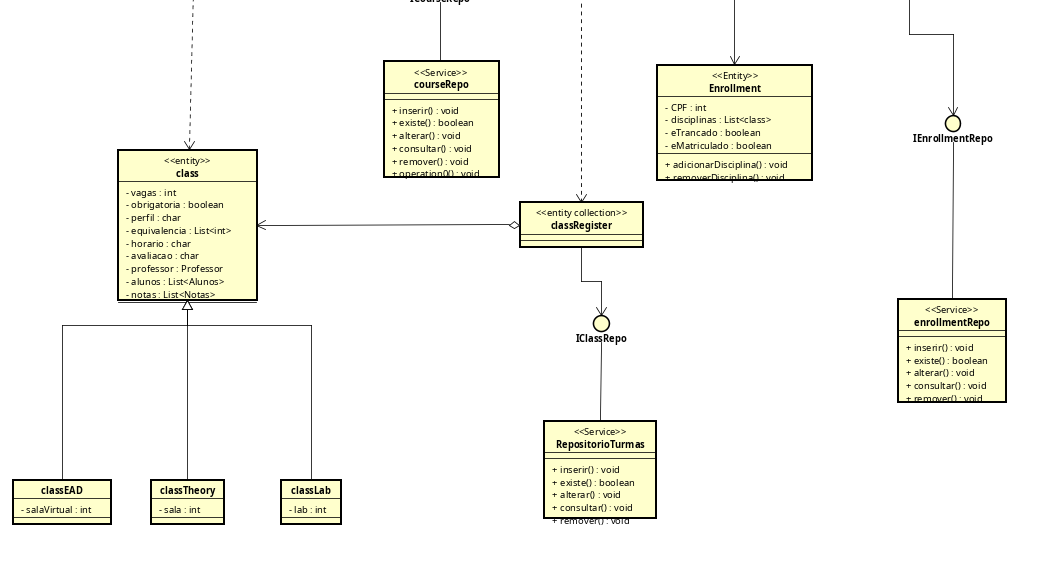 ICourseRepo
<<Service>>
courseRepo
+ inserir() : void
+ existe() : boolean
+ alterar() : void
+ consultar() : void
+ remover() : void
+ operation0() : void
<<Entity>>
Enrollment
- CPF : int
- disciplinas : List<class>
- eTrancado : boolean
- eMatriculado : boolean
+ adicionarDisciplina() : void
+ removerDisciplina() : void
IEnrollmentRepo
<<entity>>
class
- vagas : int
- obrigatoria : boolean
- perfil : char
- equivalencia : List<int>
- horario : char
- avaliacao : char
- professor : Professor
- alunos : List<Alunos>
- notas : List<Notas>
<<entity collection>>
classRegister
IClassRepo
<<Service>>
enrollmentRepo
+ inserir() : void
+ existe() : boolean
+ alterar() : void
+ consultar() : void
+ remover() : void
<<Service>>
RepositorioTurmas
+ inserir() : void
+ existe() : boolean
+ alterar() : void
+ consultar() : void
+ remover() : void
classEAD
- salaVirtual : int
classTheory
- sala : int
classLab
- lab : int